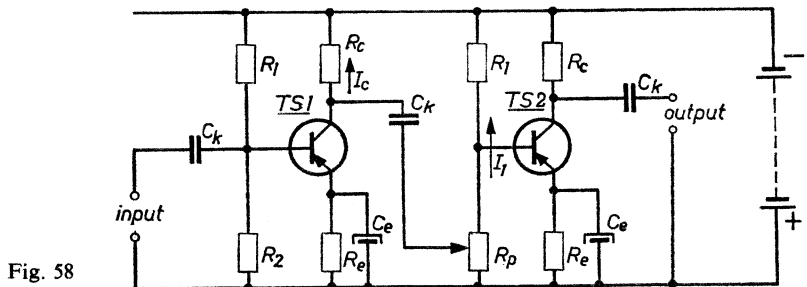 R1
Rc
Ic
TS1
Ck
Ck
input
R2
Re
Ce
R1
Rc
TS2
Ck
I1
output
Rp
Re
Ce
−
+
Fig. 58